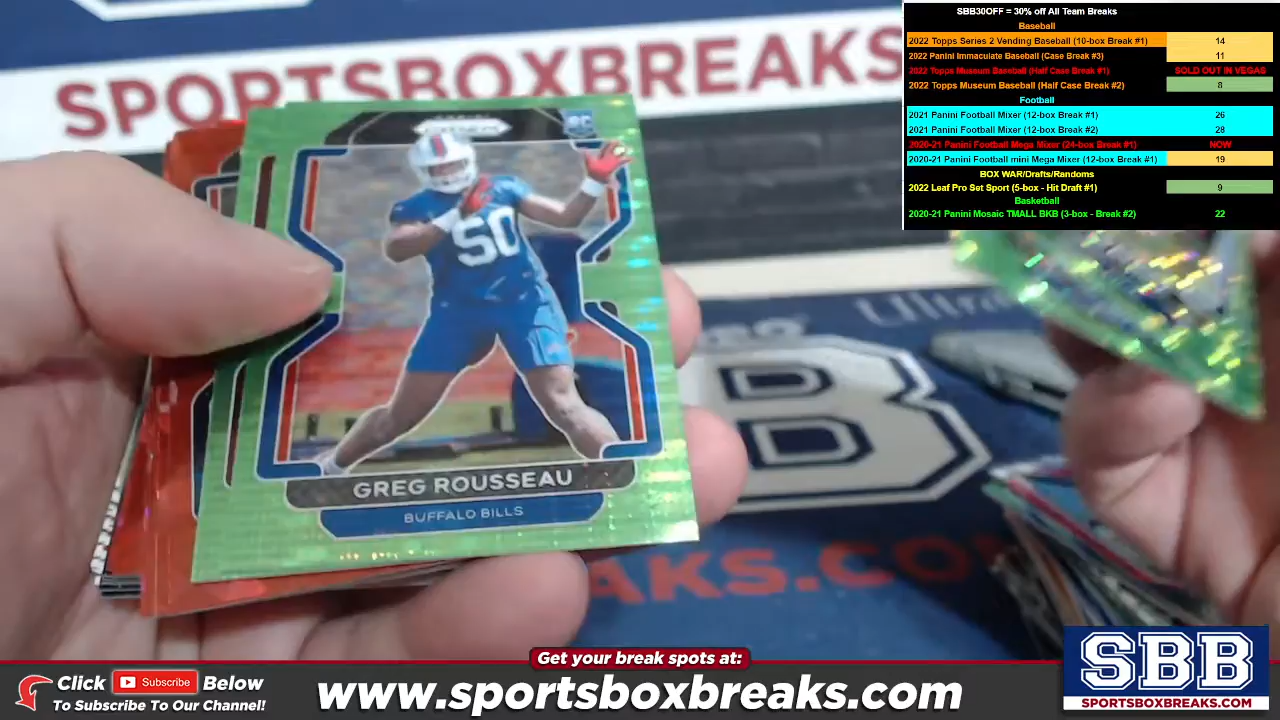 SBB30OFF = 30% off All Team Breaks
Baseball
2022 Topps Series 2 Vending Baseball (10-box Break #1) 14
2022 Panini Immaculate Baseball (Case Break #3) 11
2022 Topps Museum Baseball (Half Case Break #1) SOLD OUT IN VEGAS
2022 Topps Museum Baseball (Half Case Break #2) 8
Football
2021 Panini Football Mixer (12-box Break #1) 26
2021 Panini Football Mixer (12-box Break #2) 28
2020-21 Panini Football Mega Mixer (24-box Break #1) NOW
2020-21 Panini Football mini Mega Mixer (12-box Break #1) 19
BOX WAR/Drafts/Randoms
2022 Leaf Pro Set Sport (5-box - Hit Draft #1) 9
Basketball
2020-21 Panini Mosaic TMALL BKB (3-box - Break #2) 22
SPORTSBOXBREAKS
PRIZM
RC
50
GREG ROUSSEAU
BUFFALO BILLS
Ultra
B
AKS.COM
Get your break spots at:
Click Subscribe Below
To Subscribe To Our Channel!
www.sportsboxbreaks.com
SBB
SPORTSBOXBREAKS.COM